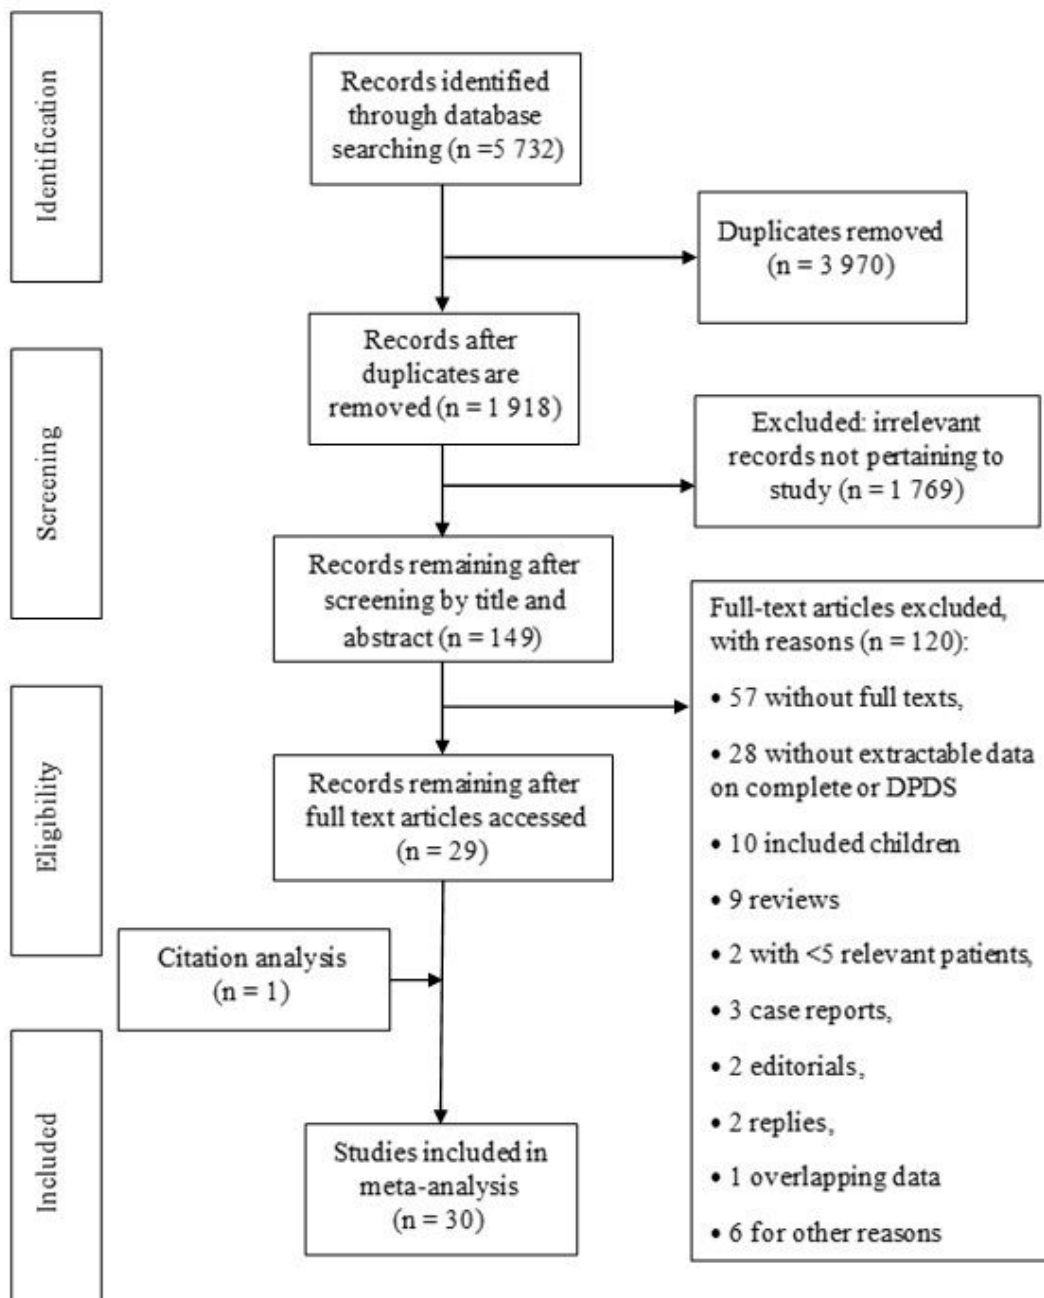 Identification
Records identified
through database
searching (n =5 732)
Duplicates removed
(n = 3 970)
Screening
Records after
duplicates are
removed (n = 1 918)
Excluded: irrelevant
records not pertaining to
study (n = 1 769)
Records remaining after
screening by title and
abstract (n = 149)
Full-text articles excluded,
with reasons (n = 120):
• 57 without full texts,
• 28 without extractable data
on complete or DPDS
• 10 included children
• 9 reviews
• 2 with <5 relevant patients,
• 3 case reports,
• 2 editorials,
• 2 replies,
• 1 overlapping data
• 6 for other reasons
Eligibility
Records remaining after
full text articles accessed
(n = 29)
Citation analysis
(n = 1)
Included
Studies included in
meta-analysis
(n = 30)